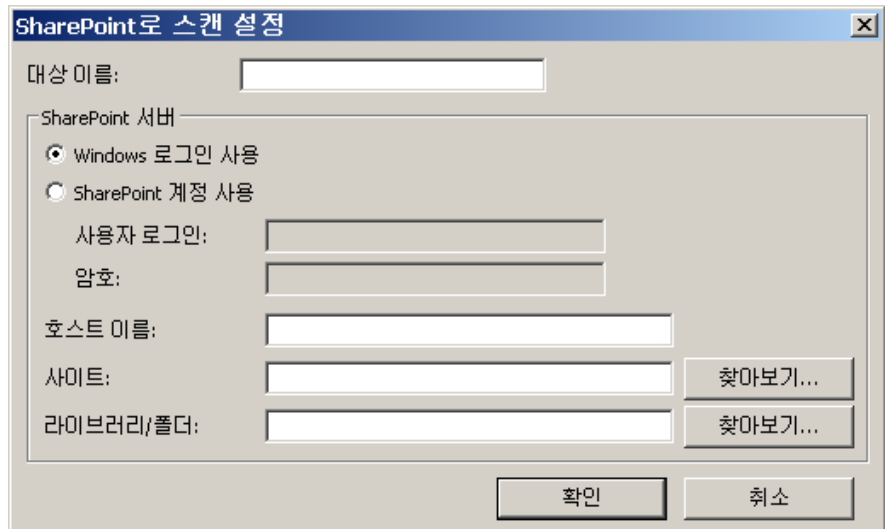 SharePoint로 스캔 설정
대상 이름:
SharePoint 서버
Windows 로그인 사용
SharePoint 계정 사용
사용자 로그인:
암호:
호스트 이름:
사이트:
찾아보기...
라이브러리/폴더:
찾아보기...
확인
취소